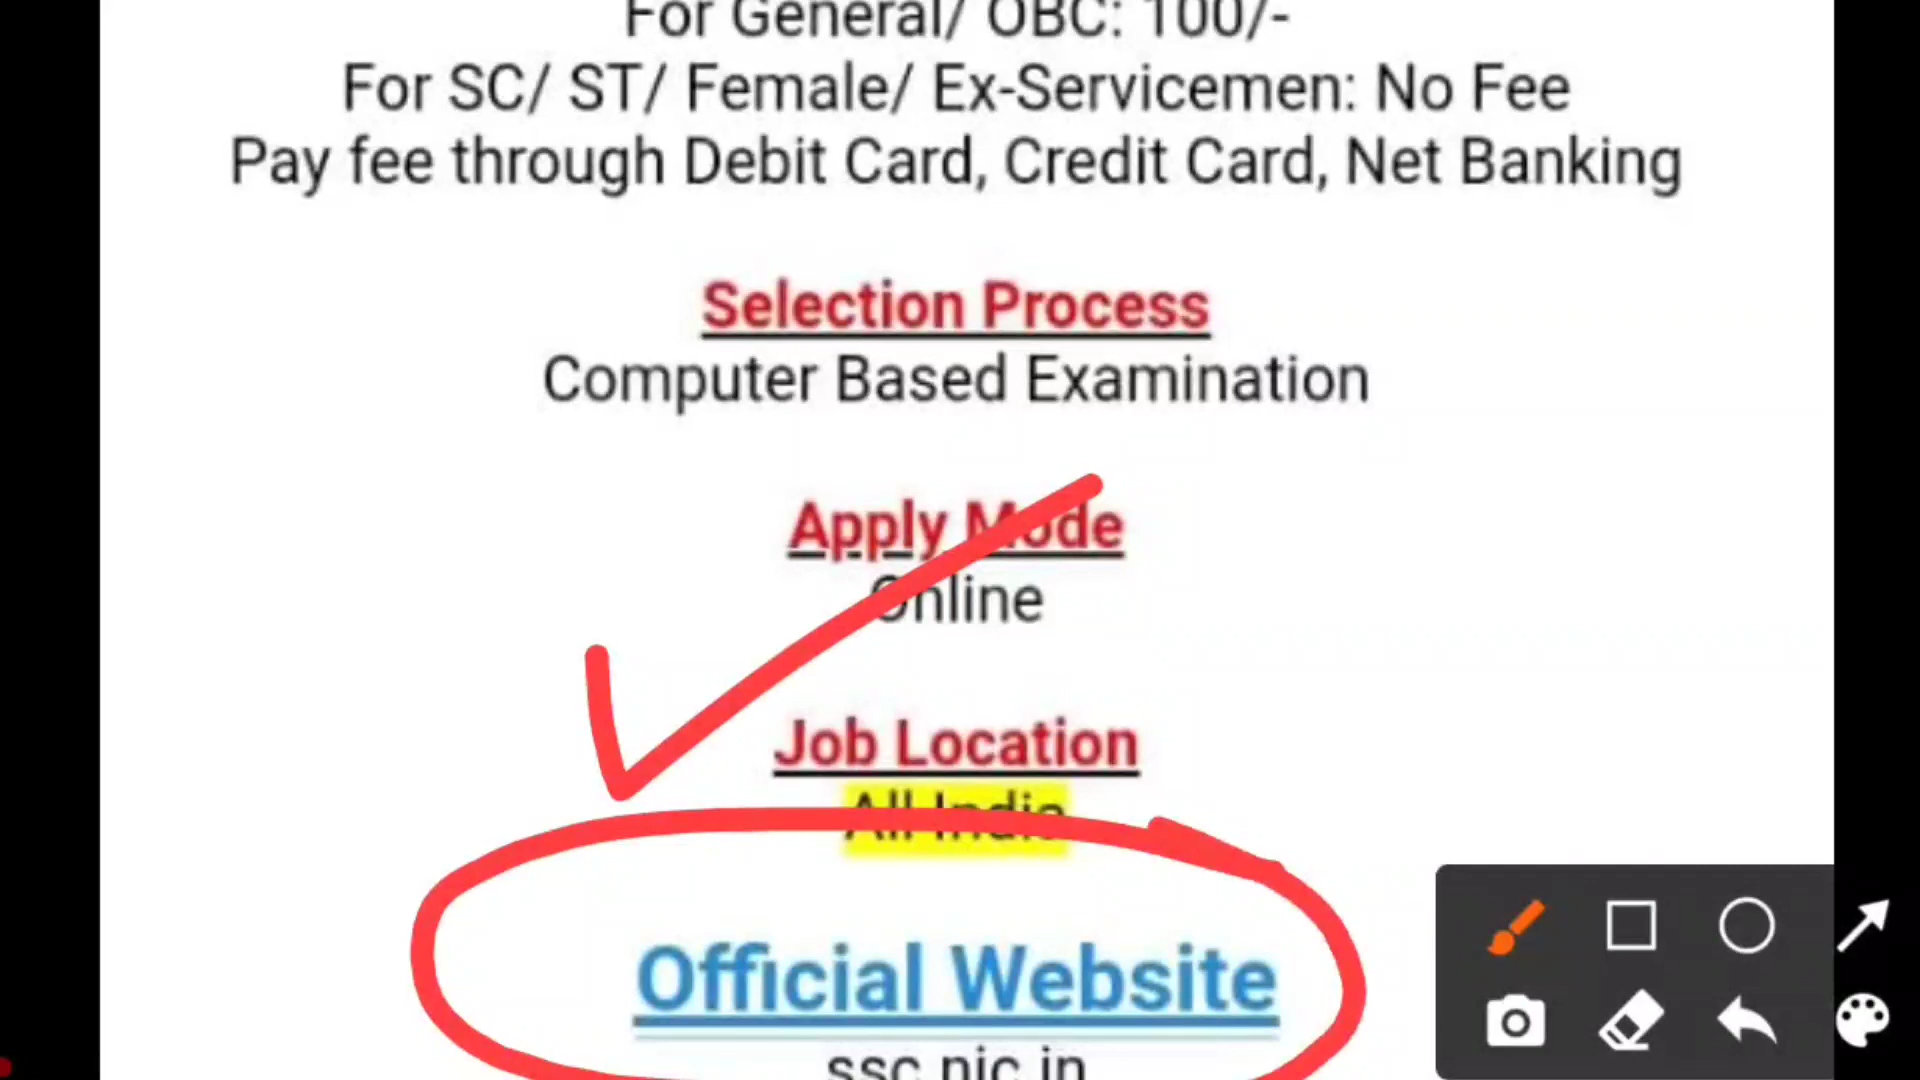 For General/ OBC: 100/-
For SC/ ST/ Female/ Ex-Servicemen: No Fee
Pay fee through Debit Card, Credit Card, Net Banking
Selection Process
Computer Based Examination
Apply Mode
Online
Job Location
All India
Official Website
ssc.nic.in